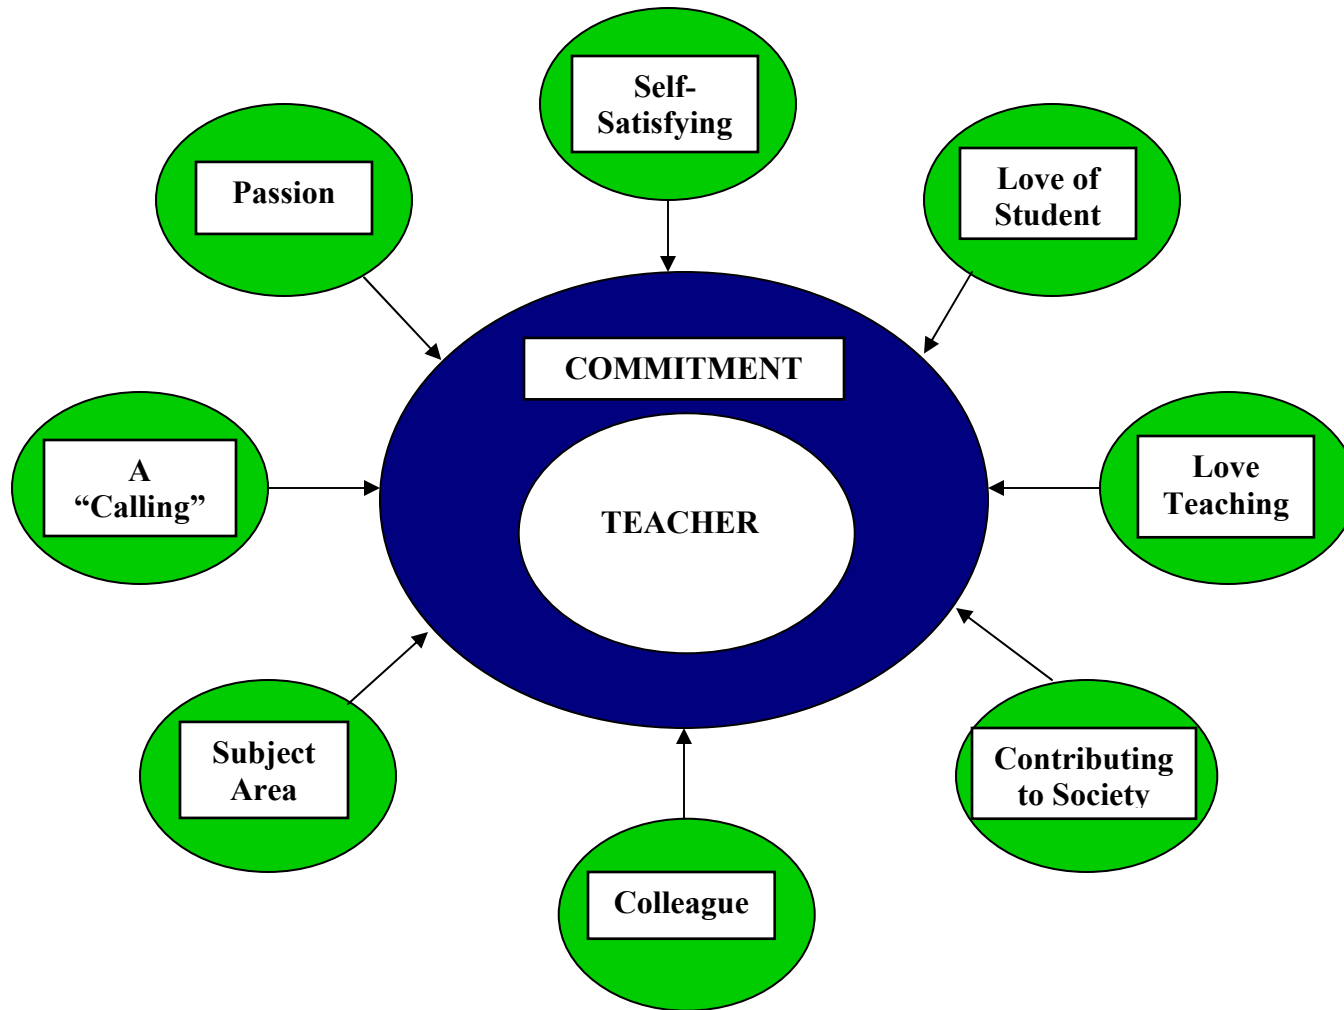 Self-
Satisfying
Passion
Love of
Student
COMMITMENT
A
“Calling”
Love
Teaching
TEACHER
Subject
Area
Contributing
to Society
Colleague